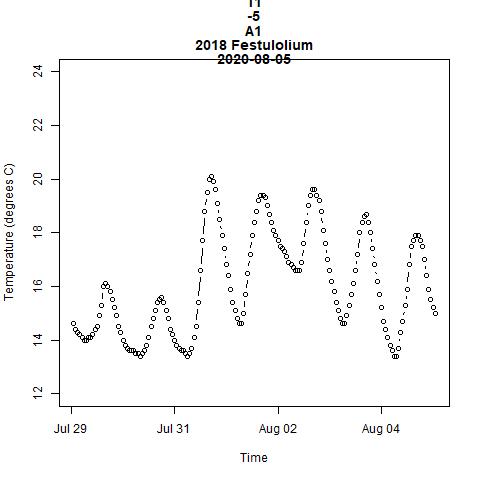 -5
A1
2018 Festulolium
2020-08-05
24
22
20
18
16
14
12
Temperature (degrees C)
Jul 29
Jul 31
Aug 02
Aug 04
Time